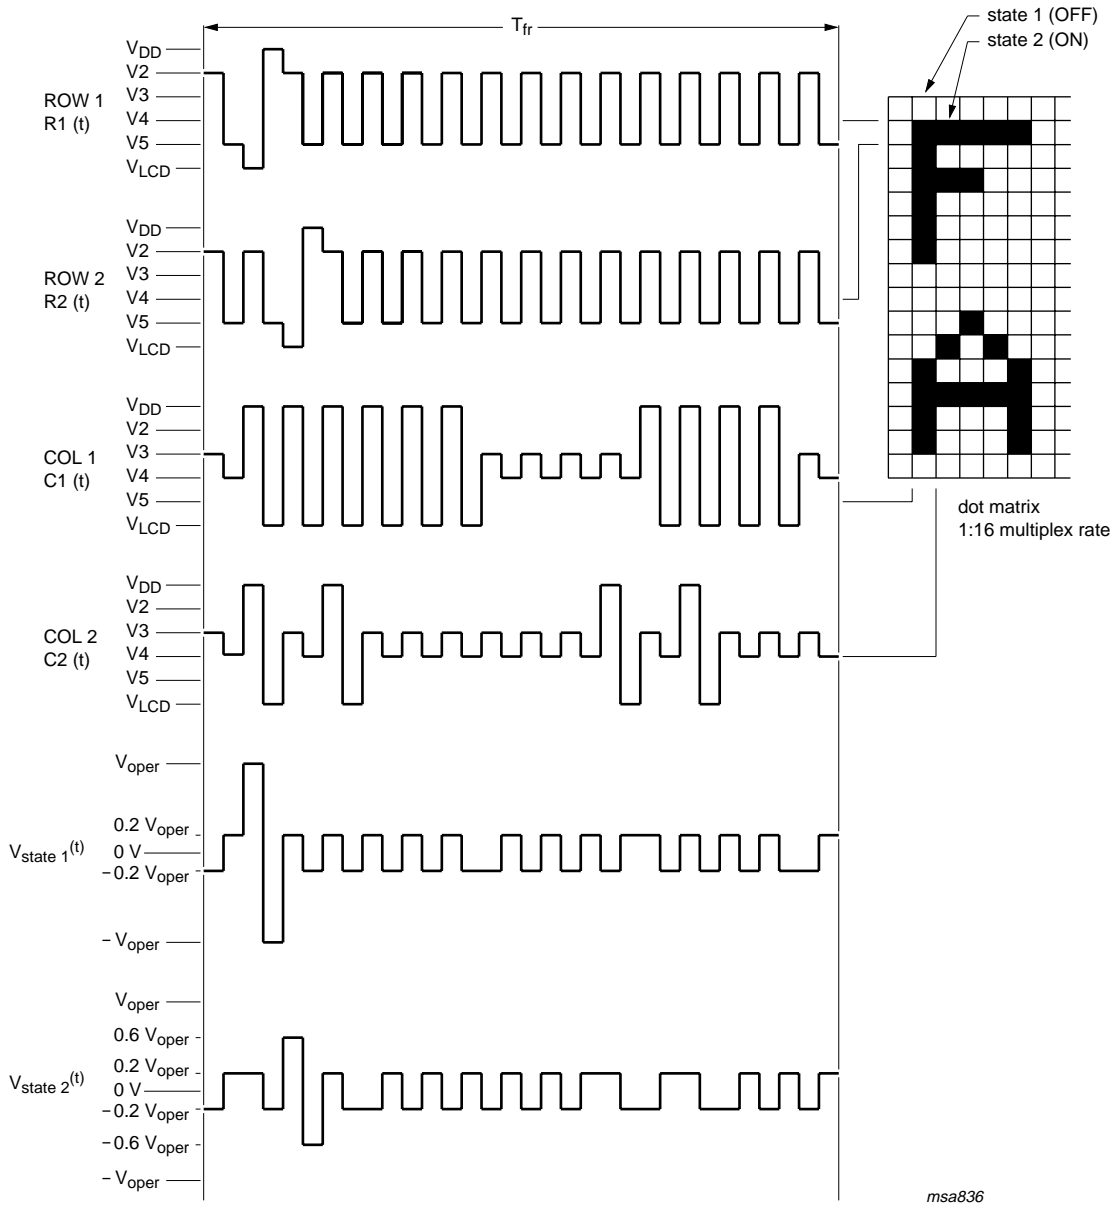 T_fr
state 1 (OFF)
state 2 (ON)
ROW 1
R1 (t)
V_DD
V2
V3
V4
V5
V_LCD
ROW 2
R2 (t)
V_DD
V2
V3
V4
V5
V_LCD
COL 1
C1 (t)
V_DD
V2
V3
V4
V5
V_LCD
dot matrix
1:16 multiplex rate
COL 2
C2 (t)
V_DD
V2
V3
V4
V5
V_LCD
V_state 1(t)
V_oper
0.2 V_oper
0 V
−0.2 V_oper
− V_oper
V_state 2(t)
V_oper
0.6 V_oper
0.2 V_oper
0 V
−0.2 V_oper
−0.6 V_oper
− V_oper
msa836